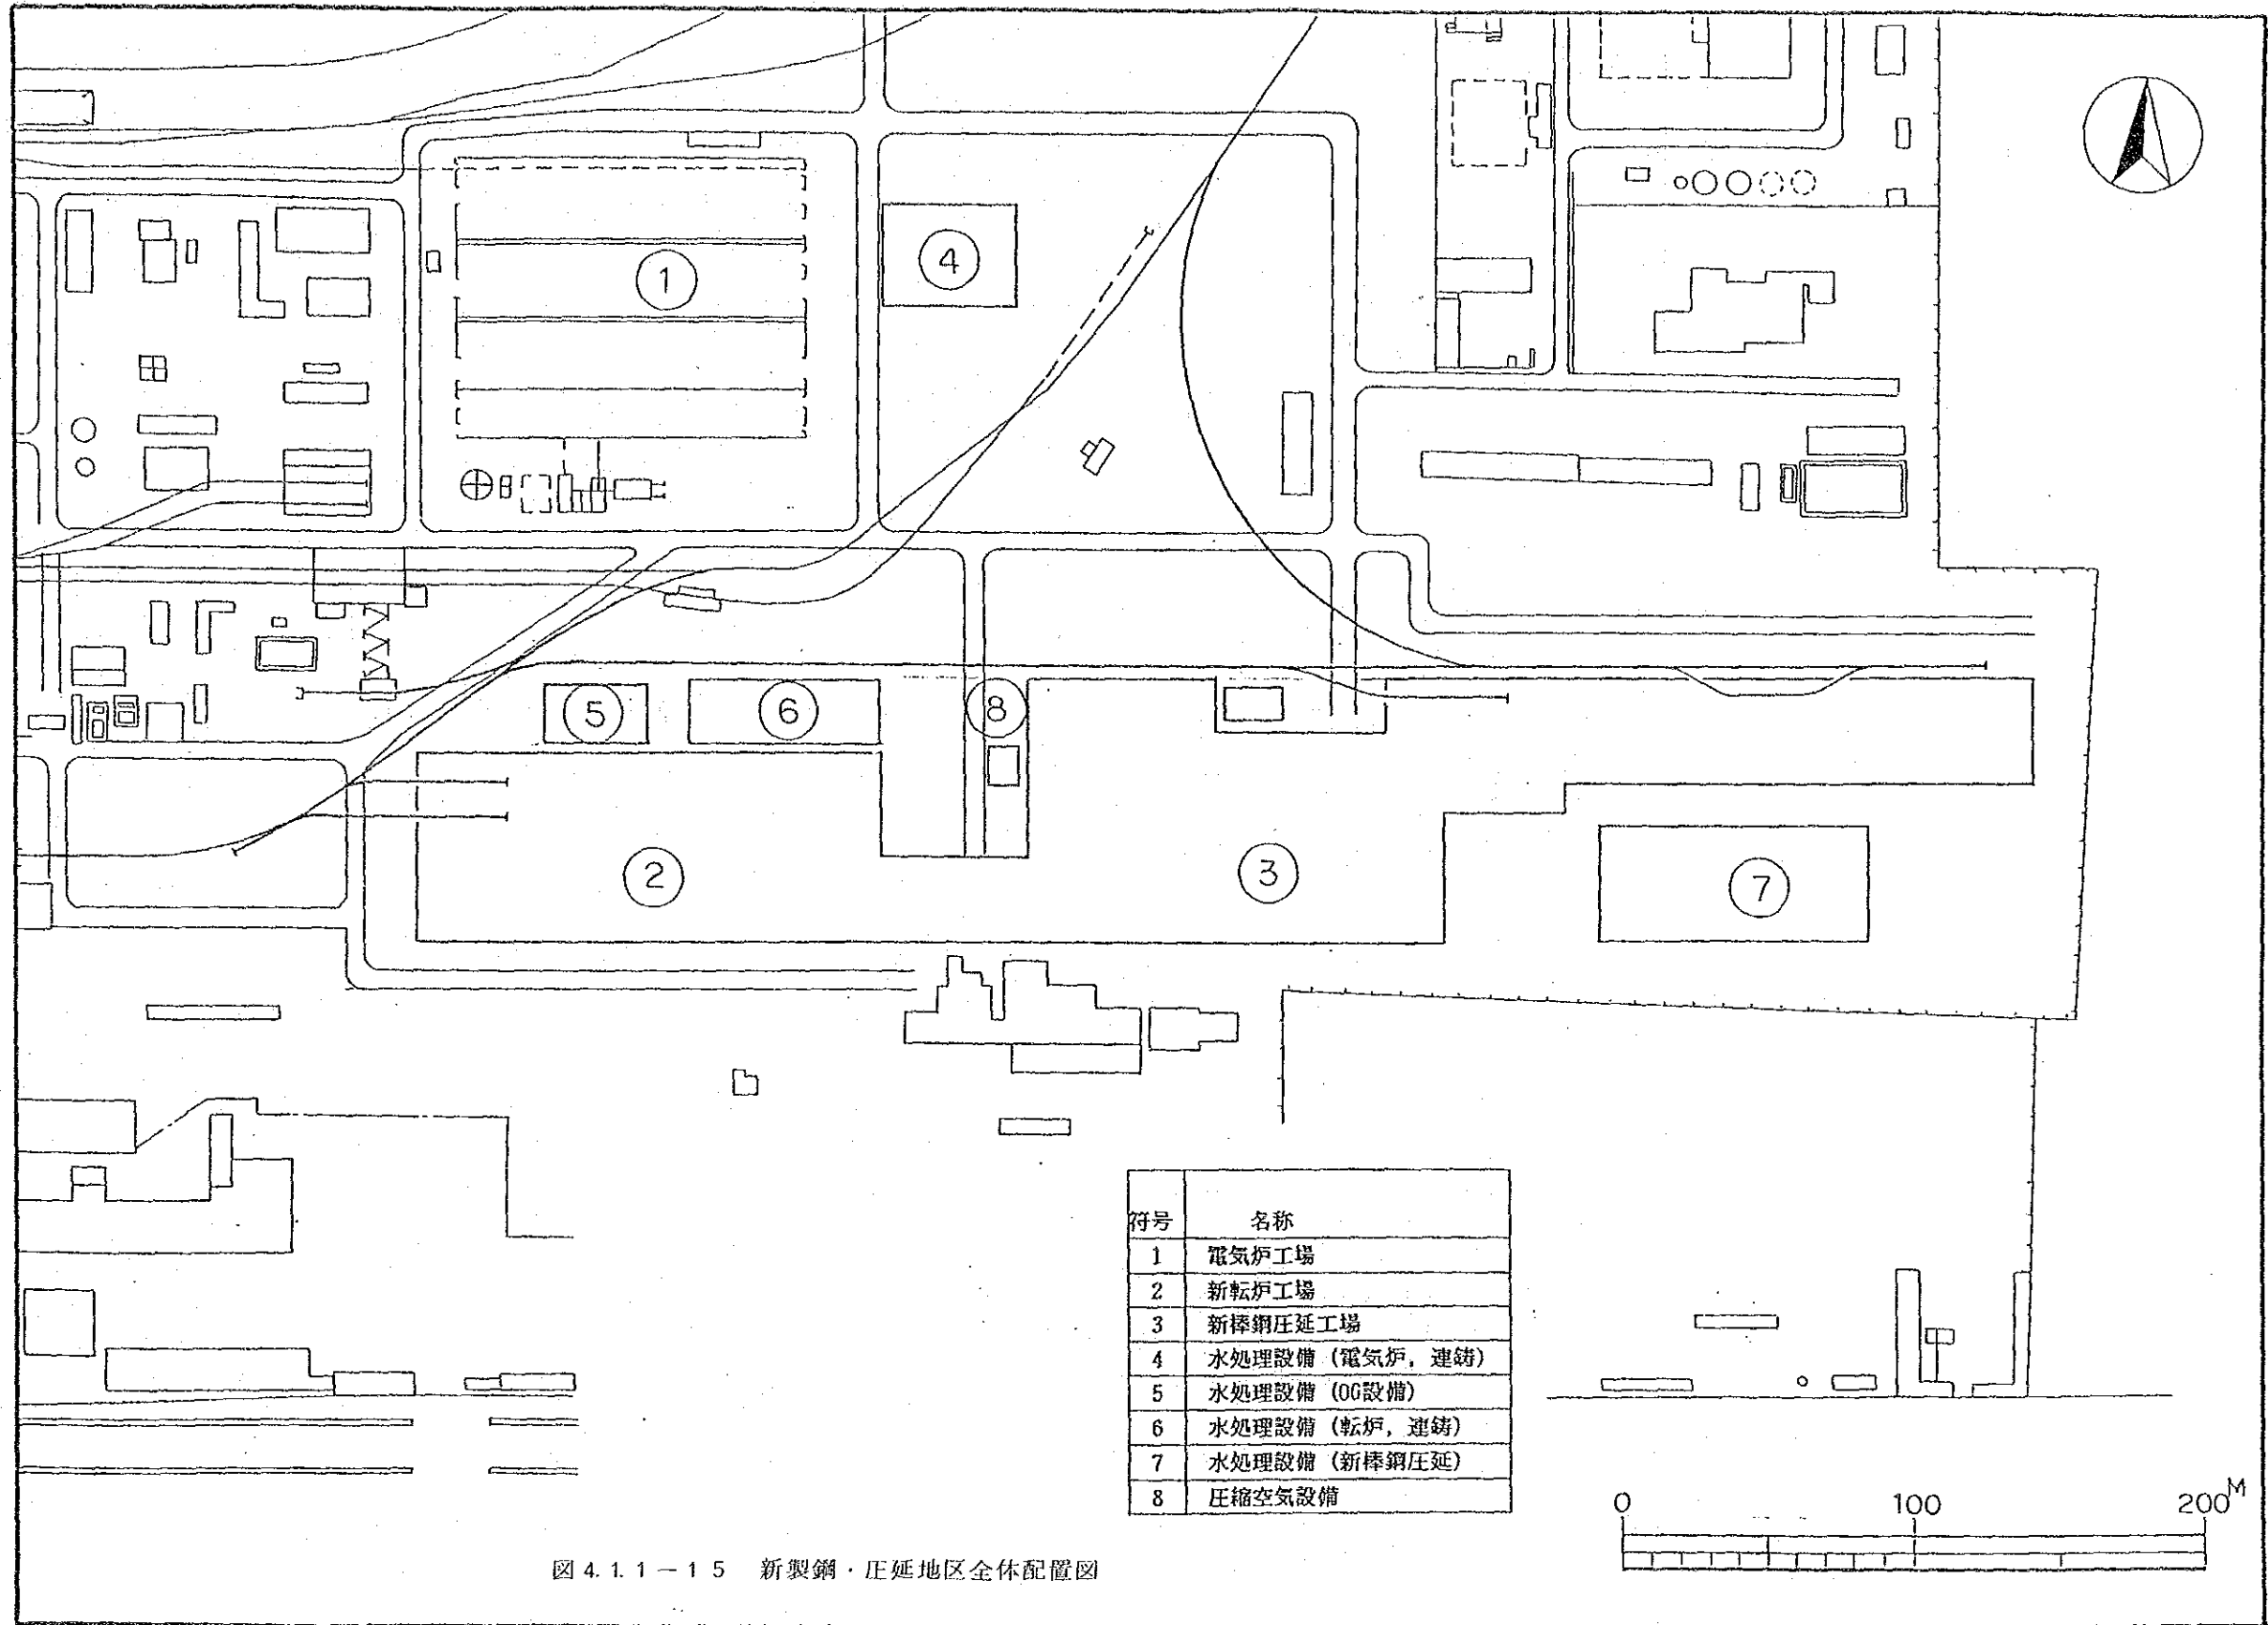 1
4
5
6
8
2
3
7
符号 名称
1 電気炉工場
2 新転炉工場
3 新棒鋼圧延工場
4 水処理設備 (電気炉, 連鋳)
5 水処理設備 (OG設備)
6 水処理設備 (転炉, 連鋳)
7 水処理設備 (新棒鋼圧延)
8 圧縮空気設備
0 100 200M
図 4.1.1-15 新製鋼・圧延地区全体配置図